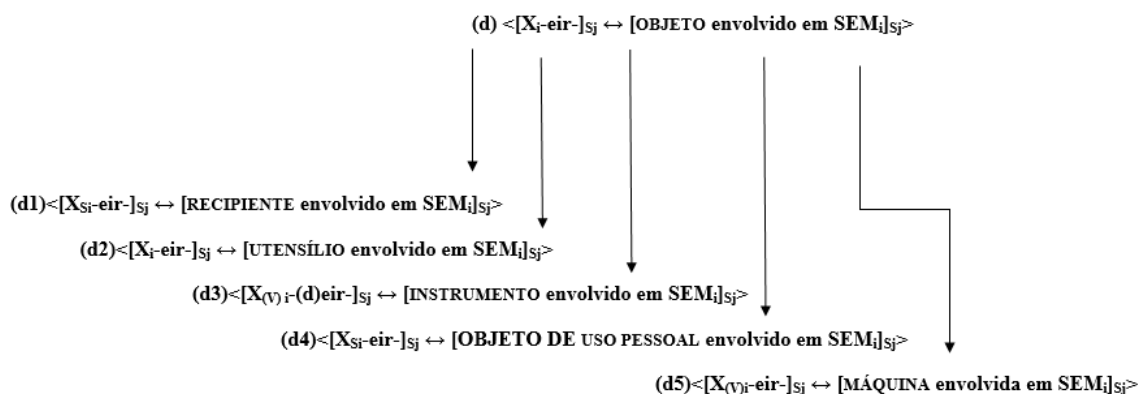 (d) <[Xi-eir-]Sj ↔ [OBJETO envolvido em SEMi]Sj>
(d1)<[XSi-eir-]Sj ↔ [RECIPIENTE envolvido em SEMi]Sj>
(d2)<[Xi-eir-]Sj ↔ [UTENSÍLIO envolvido em SEMi]Sj>
(d3)<[X(V) i-(d)eir-]Sj ↔ [INSTRUMENTO envolvido em SEMi]Sj>
(d4)<[XSi-eir-]Sj ↔ [OBJETO DE USO PESSOAL envolvido em SEMi]Sj>
(d5)<[X(V)i-eir-]Sj ↔ [MÁQUINA envolvida em SEMi]Sj>